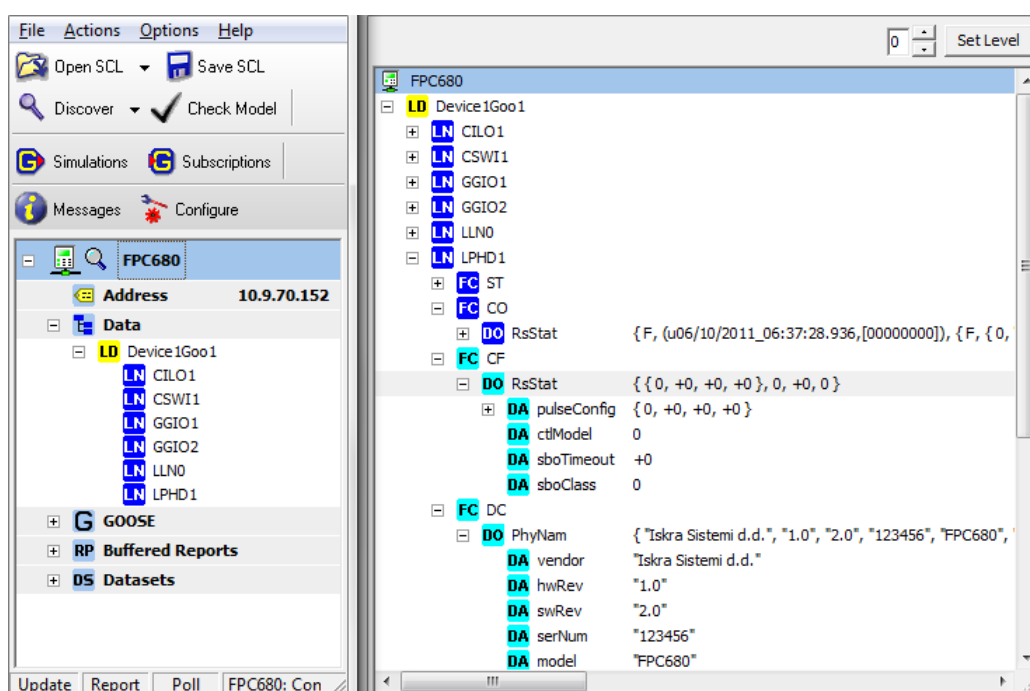 File Actions Options Help
Open SCL Save SCL
Discover Check Model
G Simulations G Subscriptions
i Messages Configure
FPC680
Address 10.9.70.152
Data
LD Device1Goo1
LN CILO1
LN CSWI1
LN GGIO1
LN GGIO2
LN LLN0
LN LPHD1
G GOOSE
RP Buffered Reports
DS Datasets
Update Report Poll FPC680: Con
0 Set Level
FPC680
LD Device1Goo1
LN CILO1
LN CSWI1
LN GGIO1
LN GGIO2
LN LLN0
LN LPHD1
FC ST
FC CO
DO RsStat { F, (u06/10/2011_06:37:28.936,[00000000]), { F, { 0,
FC CF
DO RsStat { { 0, +0, +0, +0 }, 0, +0, 0 }
DA pulseConfig { 0, +0, +0, +0 }
DA ctlModel 0
DA sboTimeout +0
DA sboClass 0
FC DC
DO PhyNam { "Iskra Sistemi d.d.", "1.0", "2.0", "123456", "FPC680",
DA vendor "Iskra Sistemi d.d."
DA hwRev "1.0"
DA swRev "2.0"
DA serNum "123456"
DA model "FPC680"